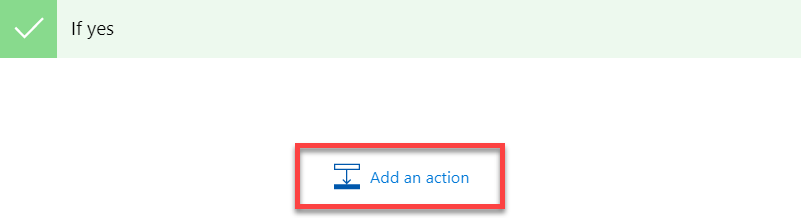 If yes
Add an action